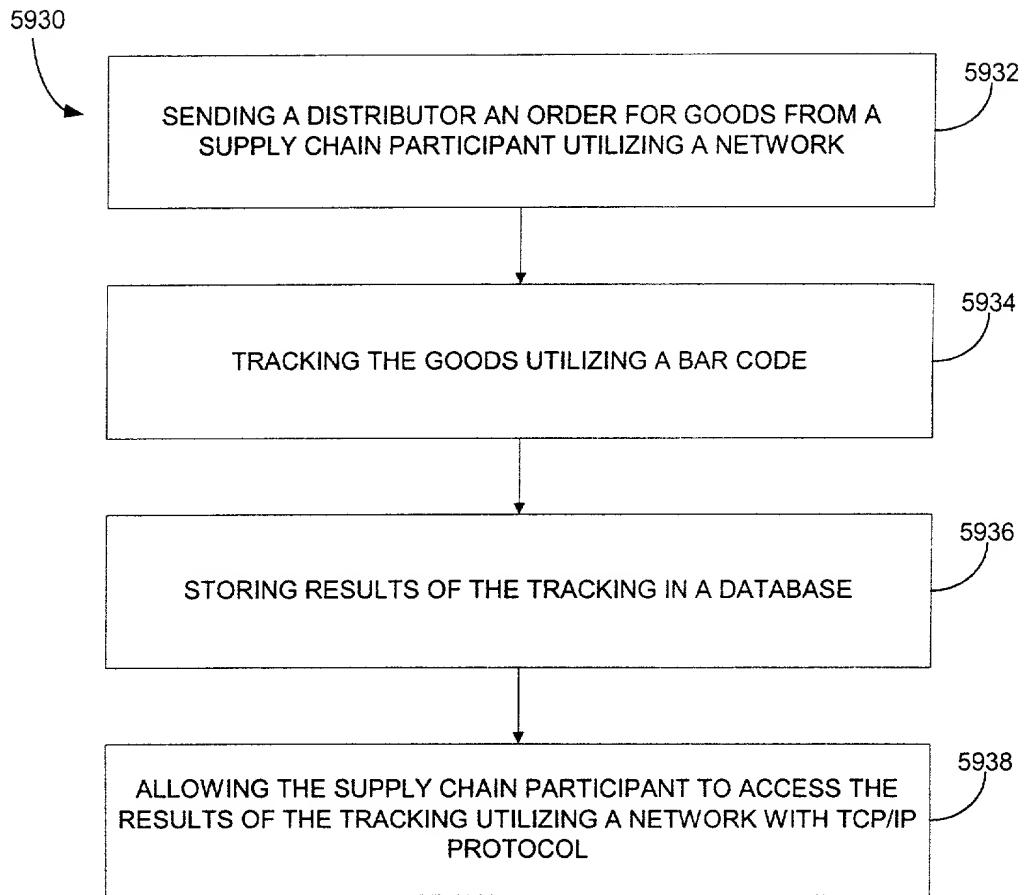 5930
5932
SENDING A DISTRIBUTOR AN ORDER FOR GOODS FROM A
SUPPLY CHAIN PARTICIPANT UTILIZING A NETWORK
5934
TRACKING THE GOODS UTILIZING A BAR CODE
5936
STORING RESULTS OF THE TRACKING IN A DATABASE
5938
ALLOWING THE SUPPLY CHAIN PARTICIPANT TO ACCESS THE
RESULTS OF THE TRACKING UTILIZING A NETWORK WITH TCP/IP
PROTOCOL